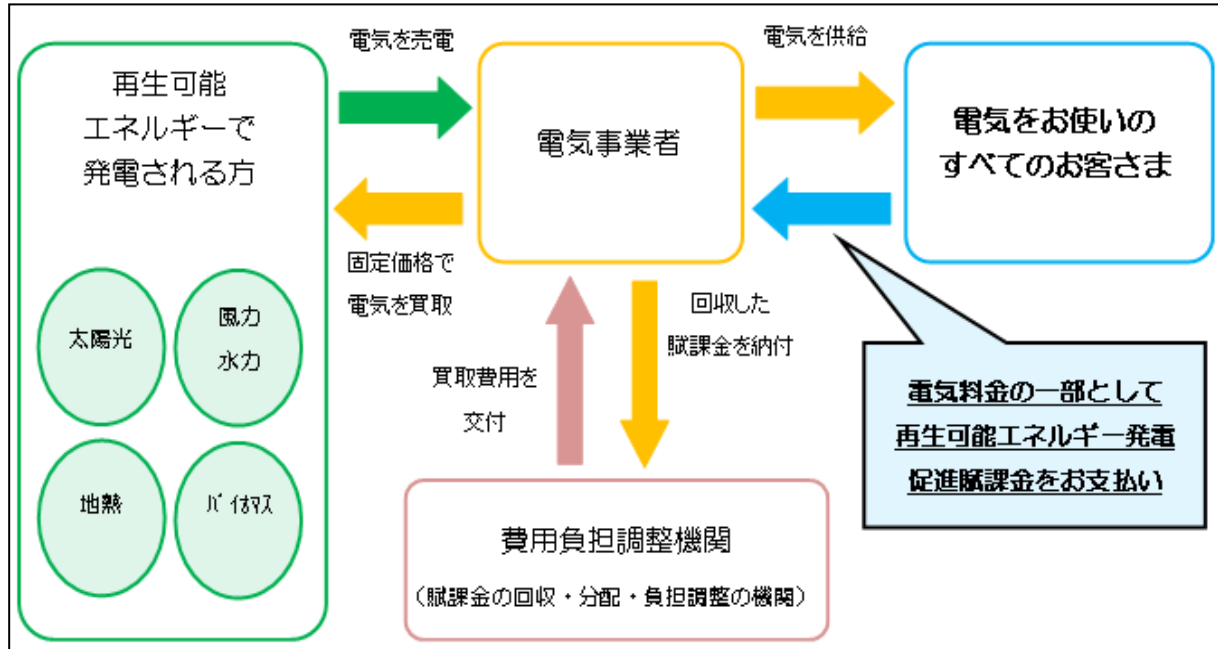 再生可能
エネルギーで
発電される方
太陽光
風力
水力
地熱
ﾊﾞｲｵﾏｽ
電気を売電
固定価格で
電気を買取
電気事業者
電気を供給
電気をお使いの
すべてのお客さま
買取費用を
交付
回収した
賦課金を納付
電気料金の一部として
再生可能エネルギー発電
促進賦課金をお支払い
費用負担調整機関
（賦課金の回収・分配・負担調整の機関）